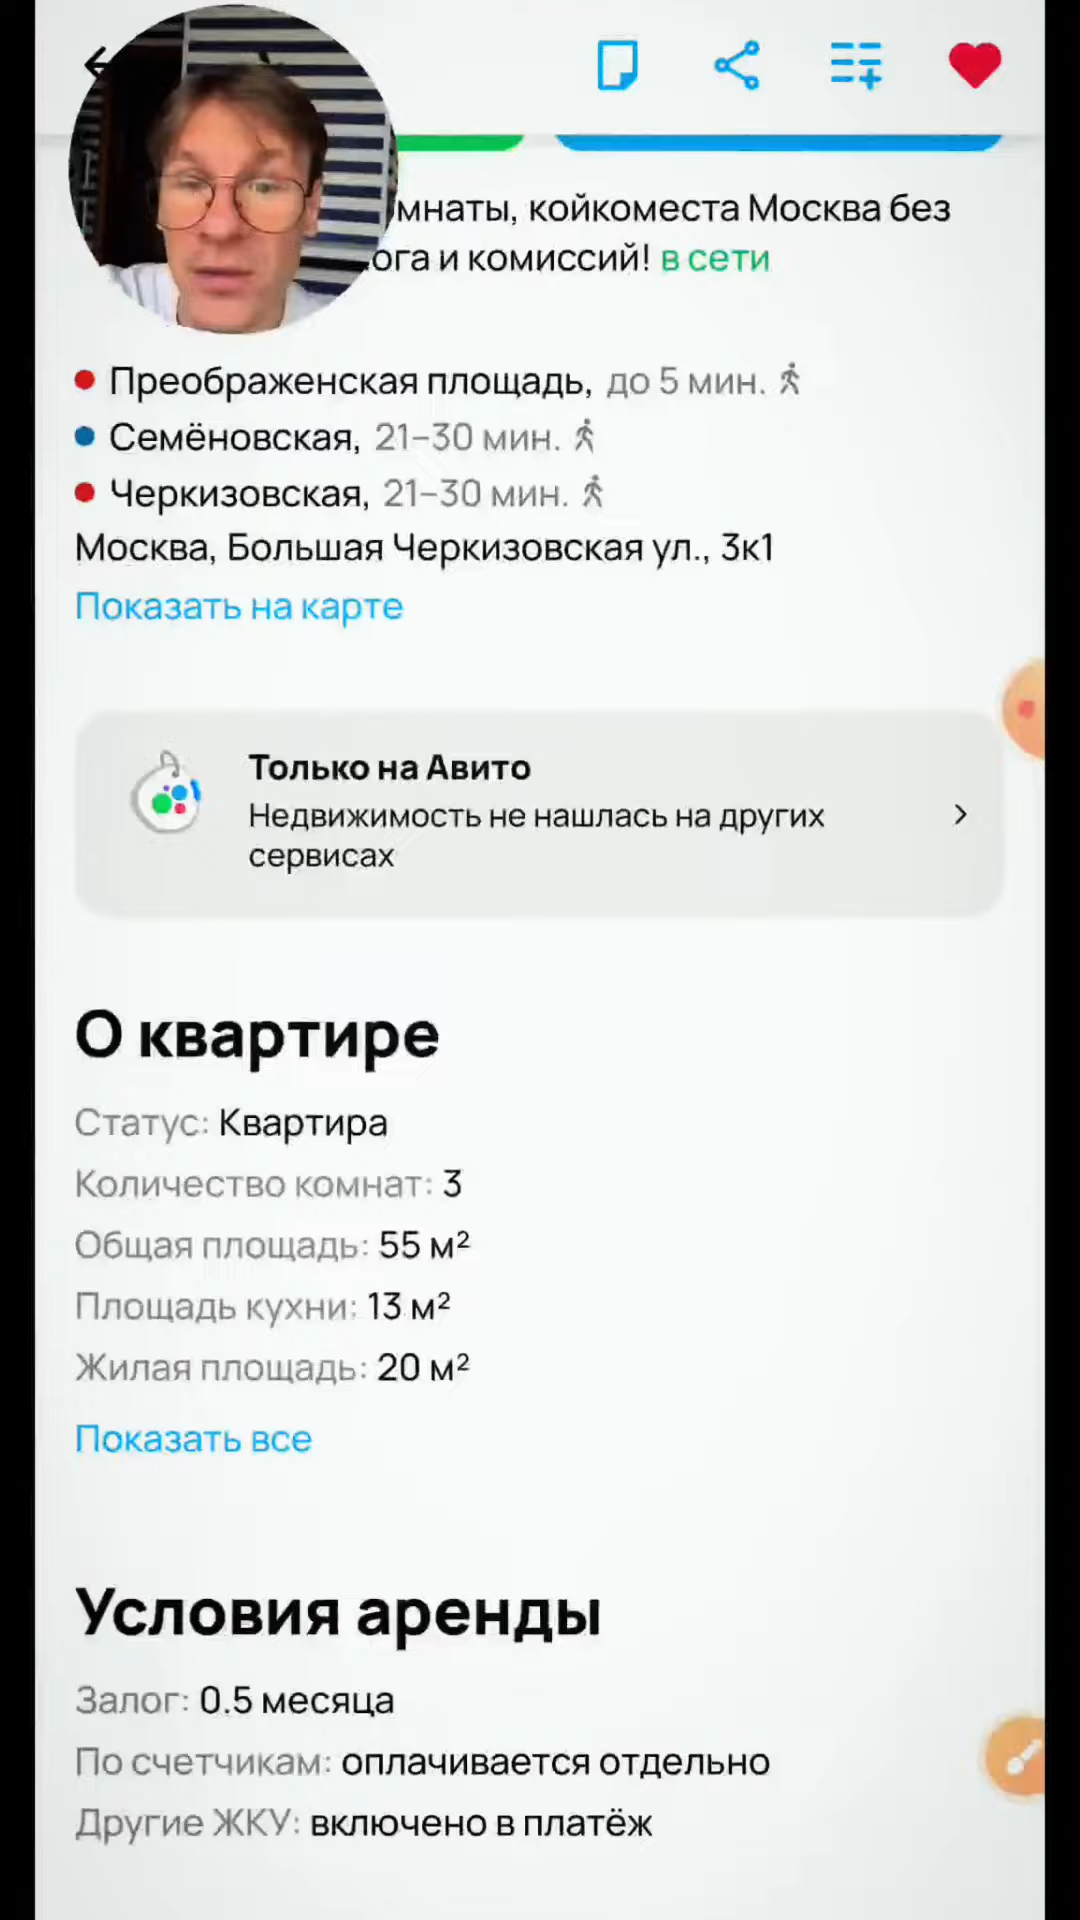 мнаты, койкоместа Москва без
ога и комиссий! в сети
Преображенская площадь, до 5 мин.
Семёновская, 21–30 мин.
Черкизовская, 21–30 мин.
Москва, Большая Черкизовская ул., 3к1
Показать на карте
Только на Авито
Недвижимость не нашлась на других
сервисах
О квартире
Статус: Квартира
Количество комнат: 3
Общая площадь: 55 м²
Площадь кухни: 13 м²
Жилая площадь: 20 м²
Показать все
Условия аренды
Залог: 0.5 месяца
По счетчикам: оплачивается отдельно
Другие ЖКУ: включено в платёж